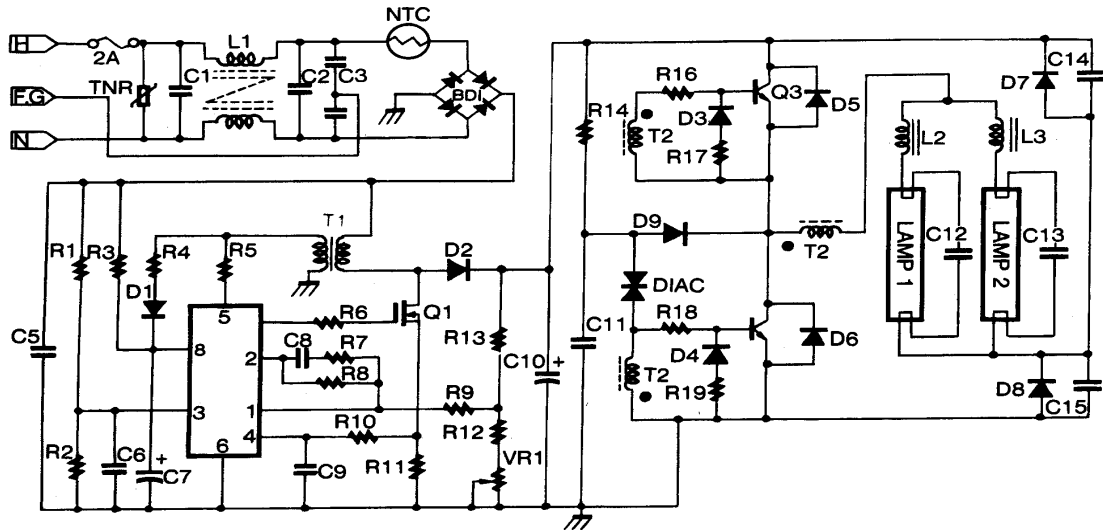 NTC
H
2A
L1
C14
TNR
C1
C2
C3
BDi
D7
F.G
R16
Q3
D5
R14
D3
T2
R17
L2
L3
N
T1
R1
R3
R4
R5
D2
D9
T2
LAMP 1
C12
LAMP 2
C13
D1
DIAC
Q1
R6
R18
C5
5
C11
R13
C8
R7
C10
+
D4
D6
8
2
R8
T2
R19
D8
C15
3
1
R9
R12
R2
C6
+
C7
4
R10
6
C9
R11
VR1